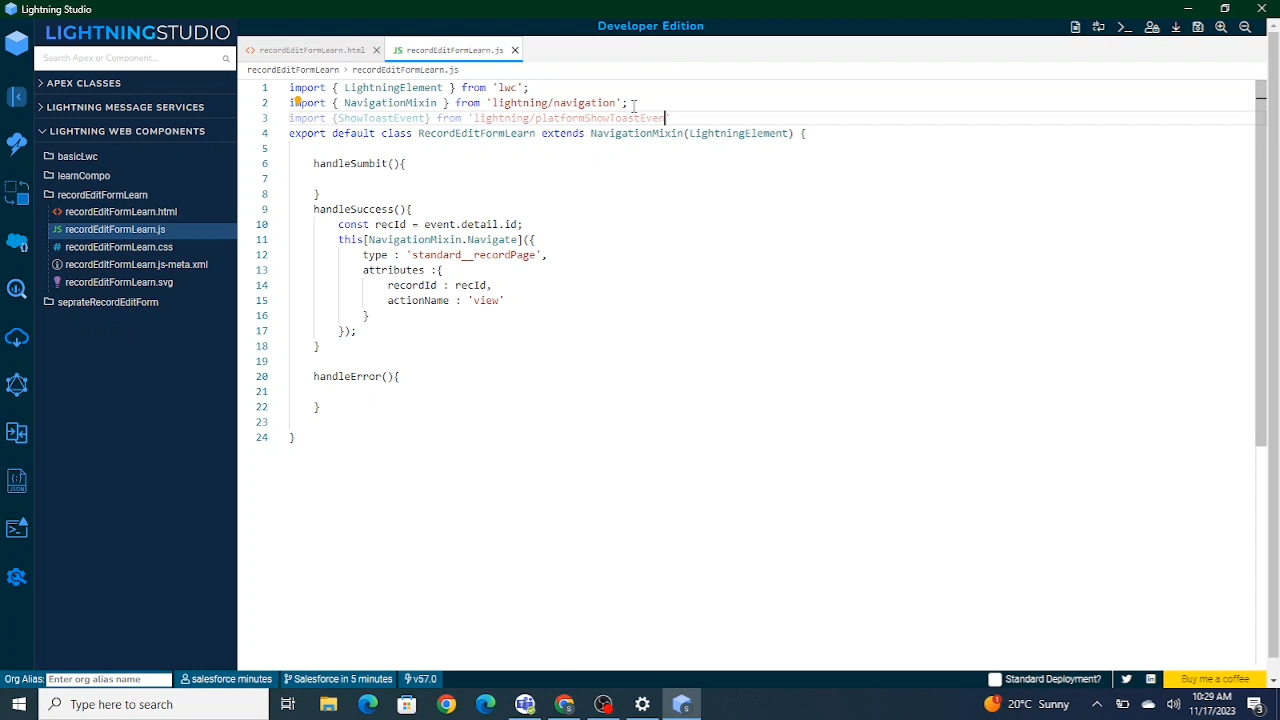 Lightning Studio
LIGHTNINGSTUDIO
Developer Edition
Search Apex or Component...
APEX CLASSES
LIGHTNING MESSAGE SERVICES
LIGHTNING WEB COMPONENTS
basicLwc
learnCompo
recordEditFormLearn
<> recordEditFormLearn.html
JS recordEditFormLearn.js
# recordEditFormLearn.css
recordEditFormLearn.js-meta.xml
recordEditFormLearn.svg
seprateRecordEditForm
<> recordEditFormLearn.html
JS recordEditFormLearn.js
recordEditFormLearn > recordEditFormLearn.js
1 import { LightningElement } from 'lwc';
2 import { NavigationMixin } from 'lightning/navigation';
3 import {ShowToastEvent} from 'lightning/platformShowToastEven'
4 export default class RecordEditFormLearn extends NavigationMixin(LightningElement) {
5
6 handleSumbit(){
7
8 }
9 handleSuccess(){
10 const recId = event.detail.id;
11 this[NavigationMixin.Navigate]({
12 type : 'standard__recordPage',
13 attributes :{
14 recordId : recId,
15 actionName : 'view'
16 }
17 });
18 }
19
20 handleError(){
21
22 }
23
24 }
JSON
Org Alias: Enter org alias name
salesforce minutes
Salesforce in 5 minutes
v57.0
Standard Deployment?
Buy me a coffee
Type here to search
20°C Sunny
10:29 AM
11/17/2023
3